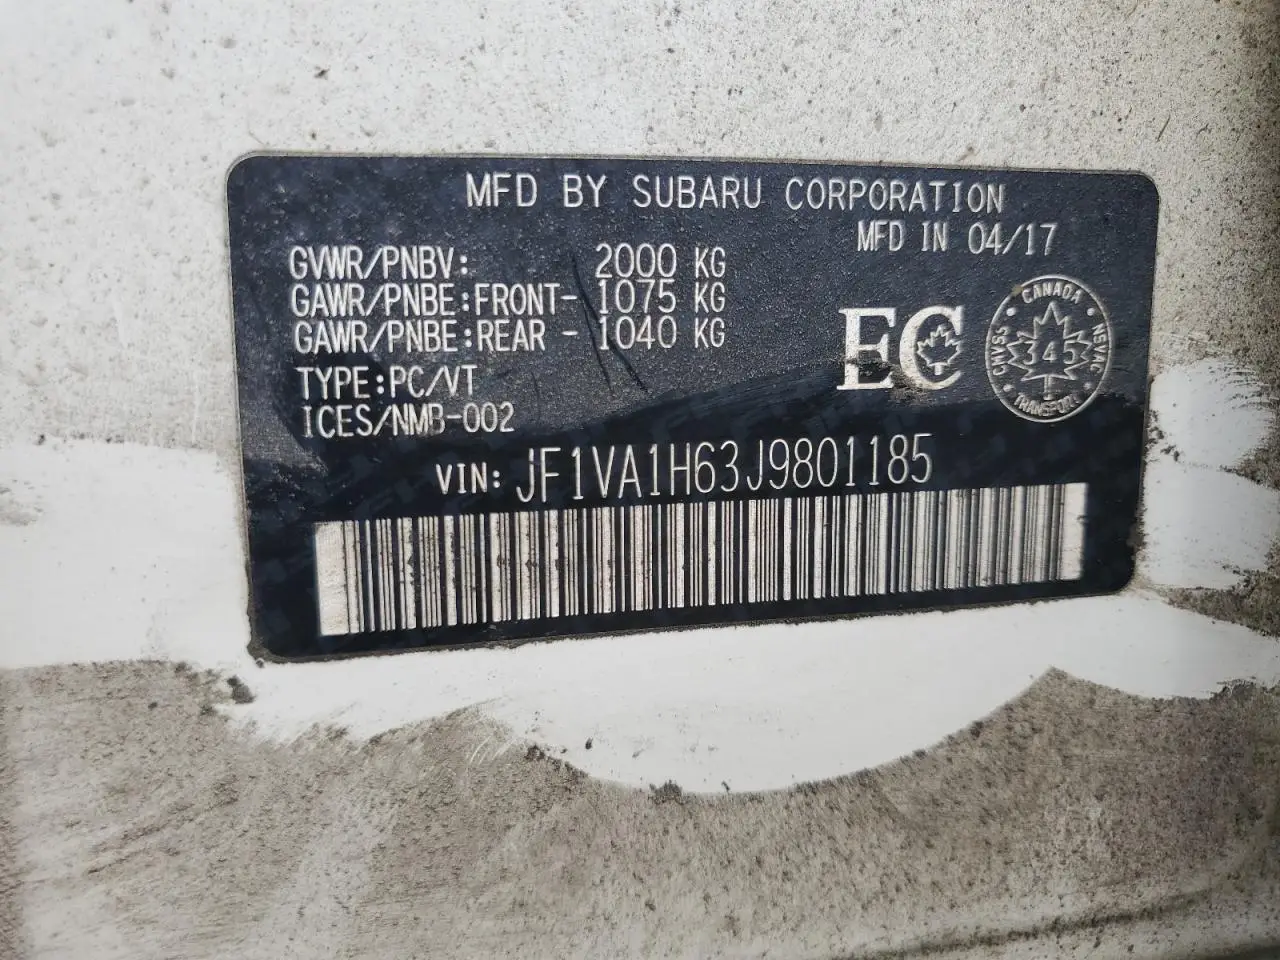 MFD BY SUBARU CORPORATION
MFD IN 04/17
GVWR/PNBV: 2000 KG
GAWR/PNBE:FRONT- 1075 KG
GAWR/PNBE:REAR - 1040 KG
TYPE:PC/VT
ICES/NMB-002
EC
CANADA
CMVSS 345 NSVAC
TRANSPORT
VIN: JF1VA1H63J9801185